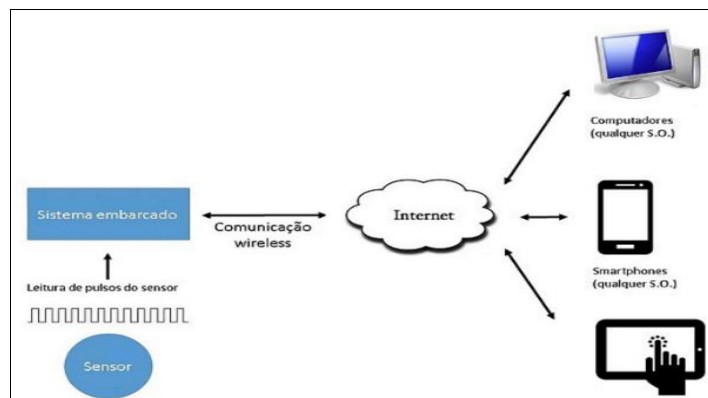 Computadores
(qualquer S.O.)
Sistema embarcado
Comunicação
wireless
Internet
Leitura de pulsos do sensor
Smartphones
(qualquer S.O.)
Sensor